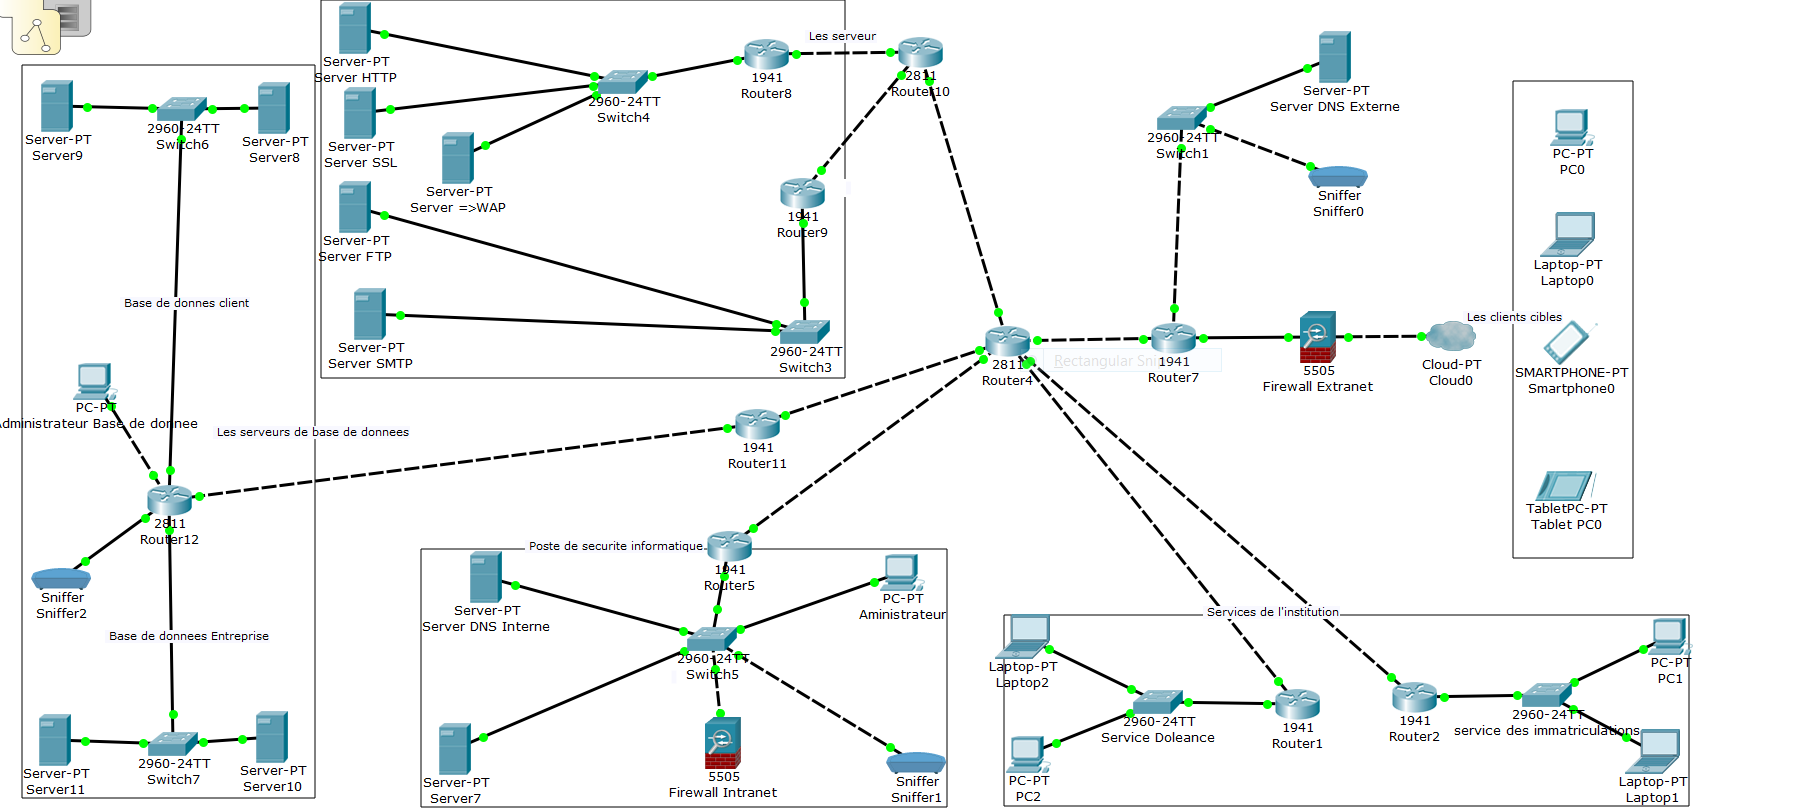 Les serveur
Server-PT
Server HTTP
2960-24TT
Switch4
1941
Router8
2811
Router10
Server-PT
Server SSL
Server-PT
Server =>WAP
1941
Router9
Server-PT
Server FTP
Server-PT
Server SMTP
2960-24TT
Switch3
Server-PT
Server9
2960-24TT
Switch6
Server-PT
Server8
Base de donnes client
PC-PT
Administrateur Base de donnee
Les serveurs de base de donnees
2811
Router12
Sniffer
Sniffer2
Base de donnees Entreprise
Server-PT
Server11
2960-24TT
Switch7
Server-PT
Server10
1941
Router11
Server-PT
Server DNS Externe
2960-24TT
Switch1
Sniffer
Sniffer0
2811
Router4
Rectangular Sni
1941
Router7
5505
Firewall Extranet
Cloud-PT
Cloud0
Les clients cibles
PC-PT
PC0
Laptop-PT
Laptop0
SMARTPHONE-PT
Smartphone0
TabletPC-PT
Tablet PC0
Poste de securite informatique
1941
Router5
Server-PT
Server DNS Interne
PC-PT
Aministrateur
2960-24TT
Switch5
Server-PT
Server7
5505
Firewall Intranet
Sniffer
Sniffer1
Services de l'institution
Laptop-PT
Laptop2
2960-24TT
Service Doleance
PC-PT
PC2
1941
Router1
1941
Router2
2960-24TT
service des immatriculations
PC-PT
PC1
Laptop-PT
Laptop1